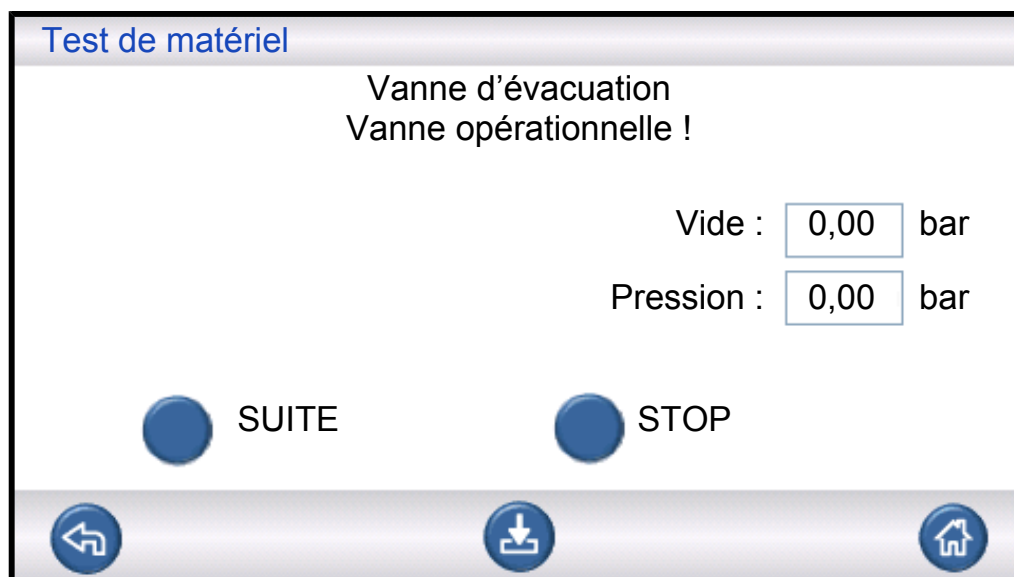 Test de matériel
Vanne d’évacuation
Vanne opérationnelle !
Vide : 0,00 bar
Pression : 0,00 bar
SUITE STOP